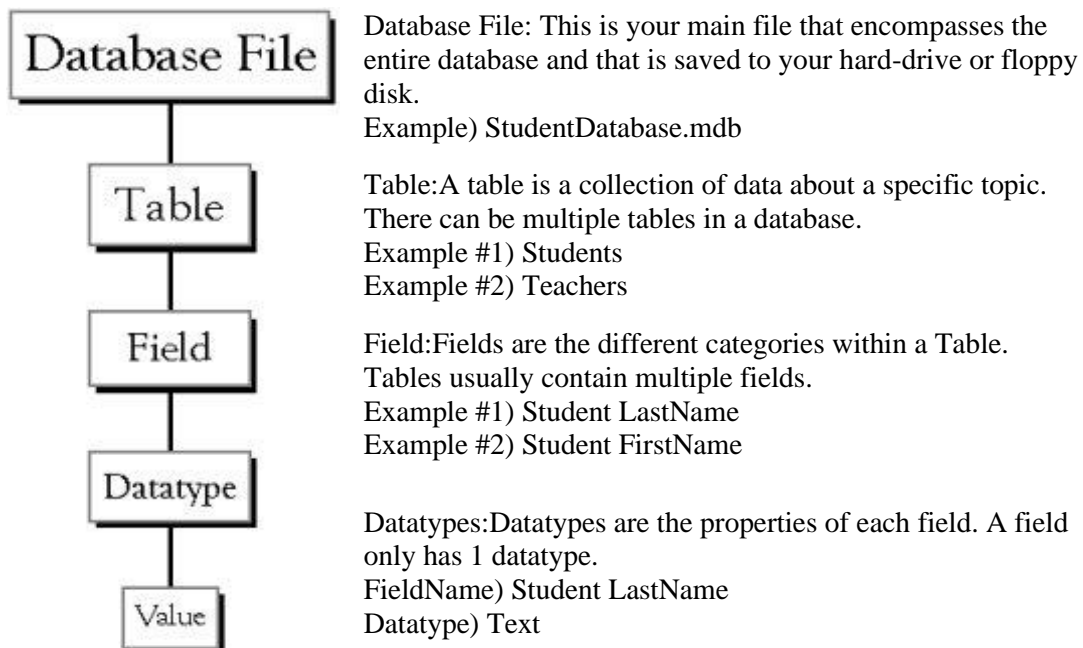 Database File
Database File: This is your main file that encompasses the
entire database and that is saved to your hard-drive or floppy
disk.
Example) StudentDatabase.mdb
Table
Table:A table is a collection of data about a specific topic.
There can be multiple tables in a database.
Example #1) Students
Example #2) Teachers
Field
Field:Fields are the different categories within a Table.
Tables usually contain multiple fields.
Example #1) Student LastName
Example #2) Student FirstName
Datatype
Datatypes:Datatypes are the properties of each field. A field
only has 1 datatype.
FieldName) Student LastName
Datatype) Text
Value